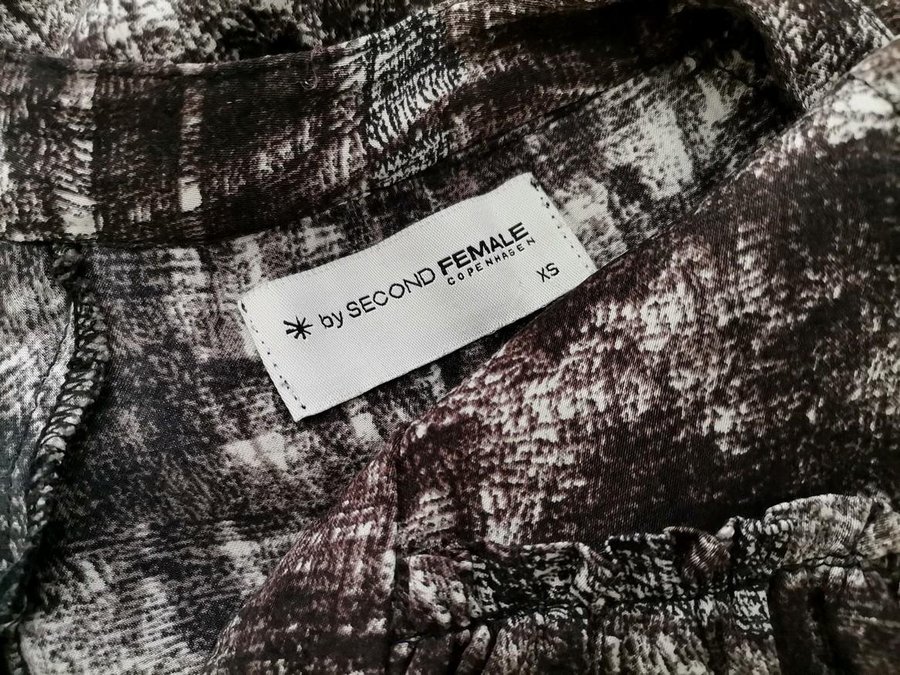 by SECOND FEMALE
COPENHAGEN
XS